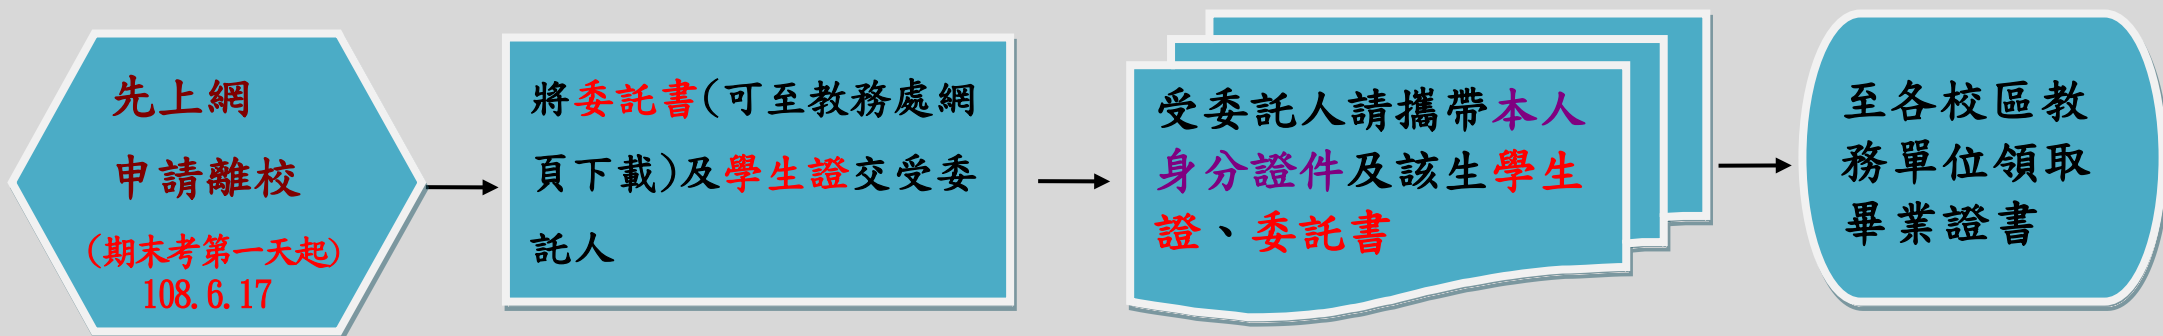 先上網
申請離校
(期末考第一天起)
108.6.17
將委託書(可至教務處網
頁下載)及學生證交受委
託人
受委託人請攜帶本人
身分證件及該生學生
證、委託書
至各校區教
務單位領取
畢業證書